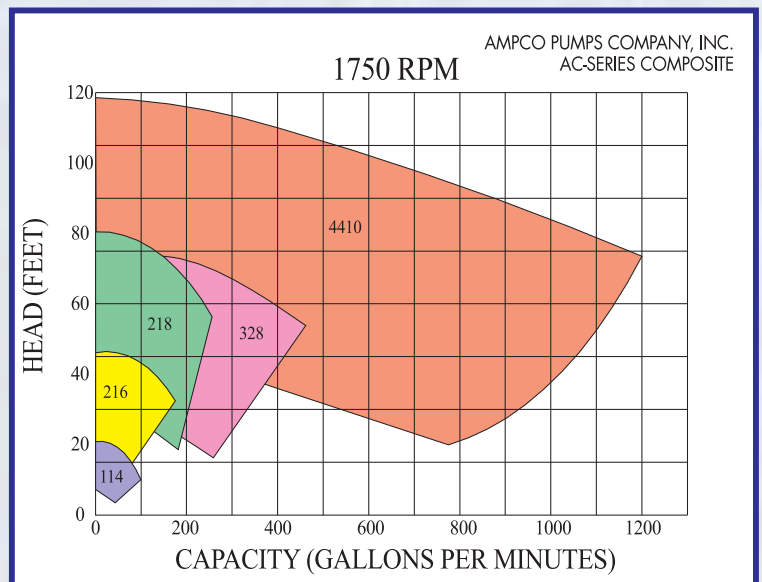 AMPCO PUMPS COMPANY, INC.
AC-SERIES COMPOSITE
1750 RPM
120
100
80
60
40
20
0
HEAD (FEET)
4410
218
328
216
114
0 200 400 600 800 1000 1200
CAPACITY (GALLONS PER MINUTES)